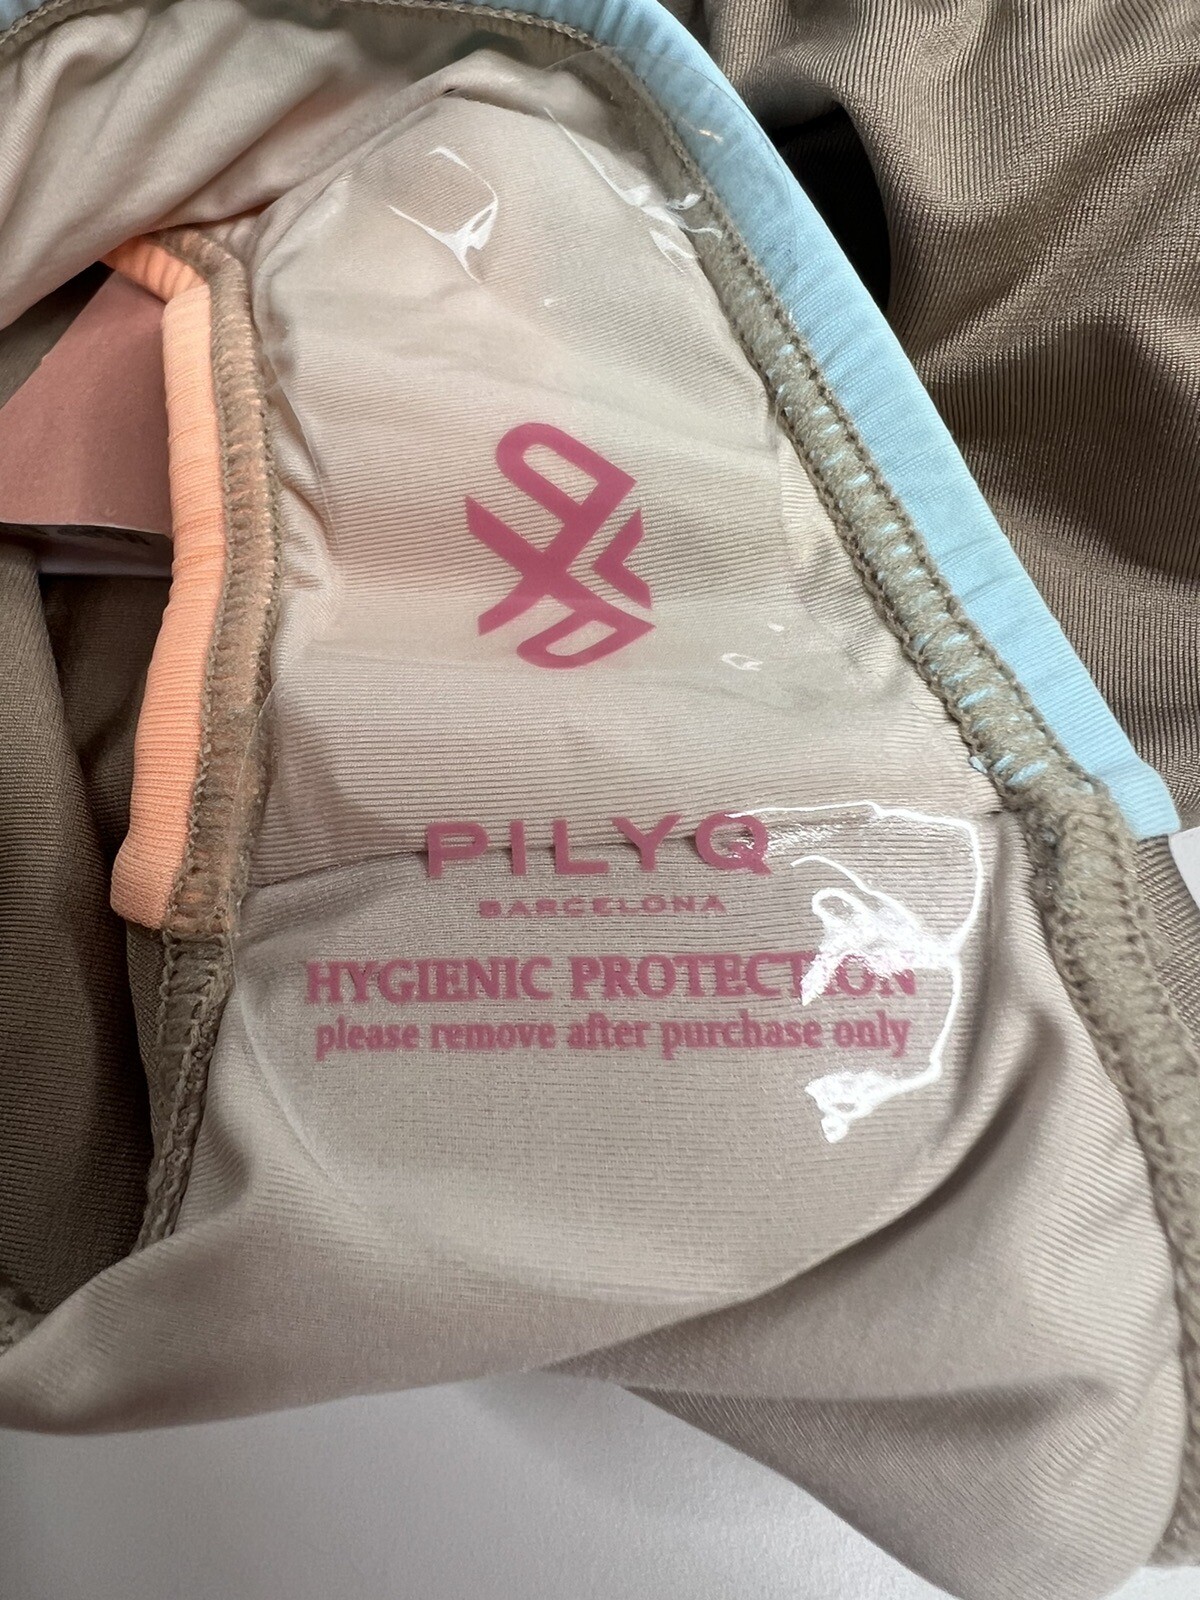 PILYQ
BARCELONA
HYGIENIC PROTECTION
please remove after purchase only